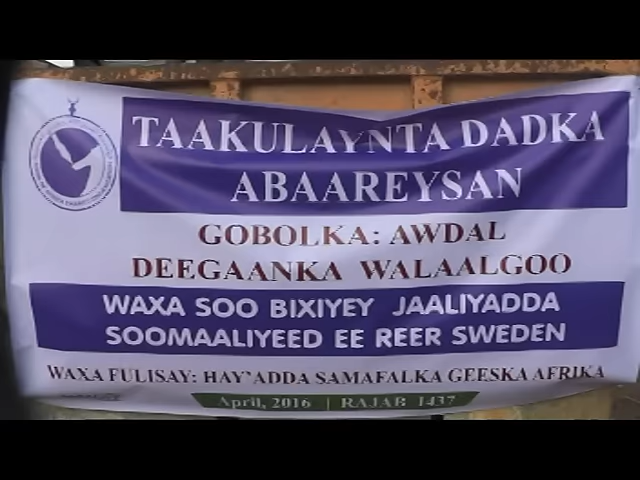 TAAKULAYNTA DADKA
ABAAREYSAN
GOBOLKA: AWDAL
DEEGAANKA WALAALGOO
WAXA SOO BIXIYEY JAALIYADDA
SOOMAALIYEED EE REER SWEDEN
WAXA FULISAY: HAY'ADDA SAMAFALKA GEESKA AFRIKA
April, 2016 | RAJAB 1437